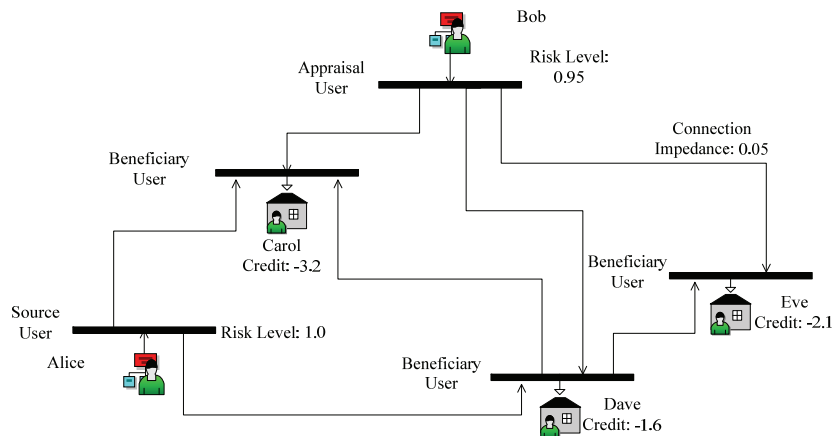 Bob
Appraisal
User
Risk Level:
0.95
Connection
Impedance: 0.05
Beneficiary
User
Carol
Credit: -3.2
Beneficiary
User
Eve
Credit: -2.1
Source
User
Risk Level: 1.0
Alice
Beneficiary
User
Dave
Credit: -1.6